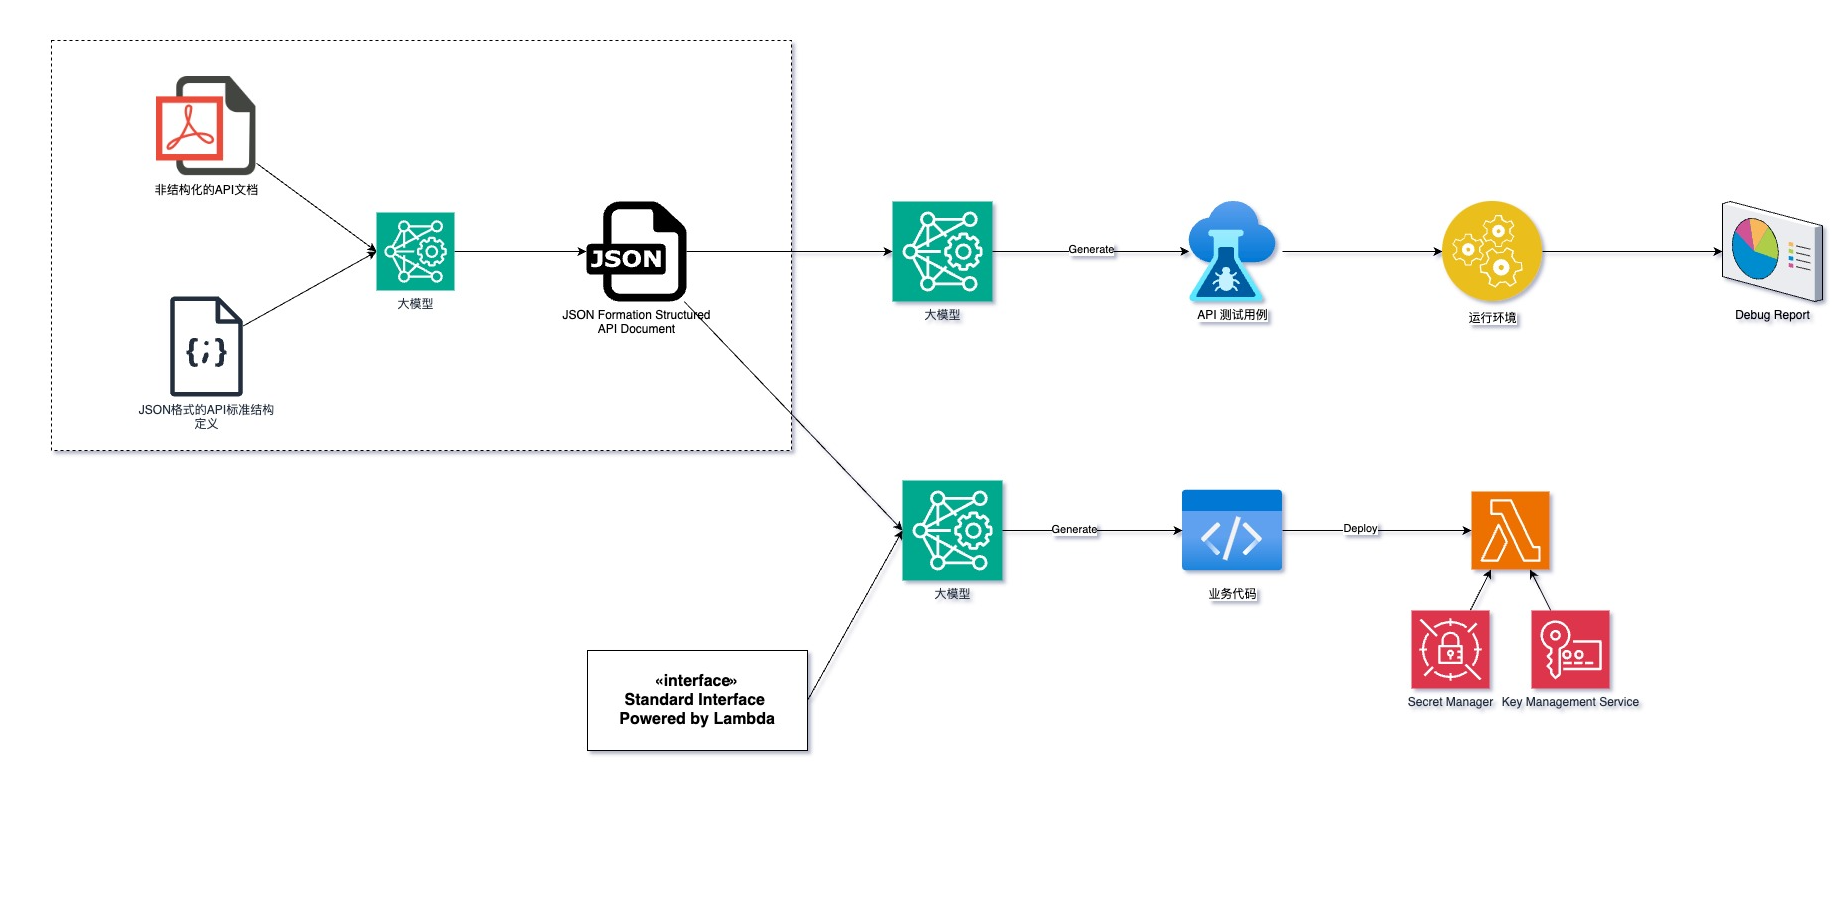 非结构化的API文档
JSON格式的API标准结构
定义
大模型
JSON
JSON Formation Structured
API Document
大模型
Generate
API 测试用例
运行环境
Debug Report
大模型
Generate
业务代码
Deploy
Secret Manager
Key Management Service
«interface»
Standard Interface
Powered by Lambda